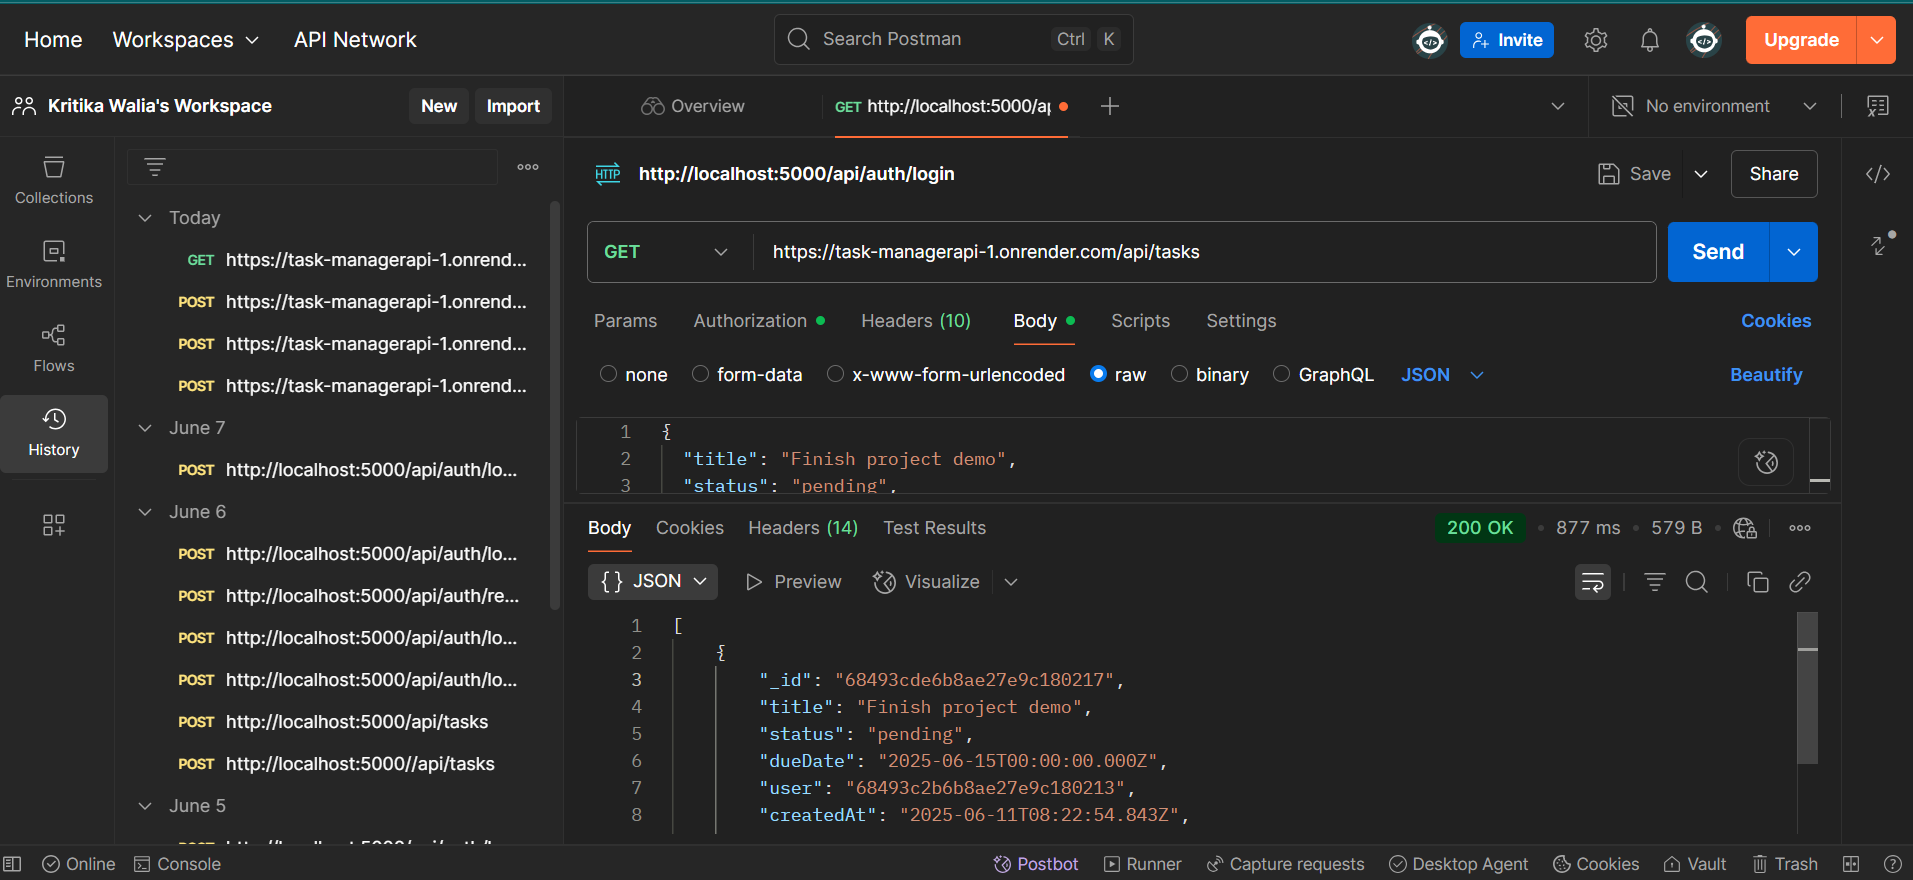 Home Workspaces API Network Search Postman Ctrl K Invite Upgrade
Kritika Walia's Workspace New Import Overview GET http://localhost:5000/ap No environment
http://localhost:5000/api/auth/login Save Share
Collections
Today
GET https://task-managerapi-1.onrender.com/api/tasks Send
GET https://task-managerapi-1.onrend...
Environments
POST https://task-managerapi-1.onrend...
Params Authorization Headers (10) Body Scripts Settings Cookies
POST https://task-managerapi-1.onrend...
Flows
none form-data x-www-form-urlencoded raw binary GraphQL JSON Beautify
POST https://task-managerapi-1.onrend...
June 7
1 {
History
2 "title": "Finish project demo",
POST http://localhost:5000/api/auth/lo...
3 "status": "pending",
June 6
Body Cookies Headers (14) Test Results 200 OK 877 ms 579 B
POST http://localhost:5000/api/auth/lo...
{} JSON Preview Visualize
POST http://localhost:5000/api/auth/re...
1 [
POST http://localhost:5000/api/auth/lo...
2 {
POST http://localhost:5000/api/auth/lo...
3 "_id": "68493cde6b8ae27e9c180217",
4 "title": "Finish project demo",
POST http://localhost:5000/api/tasks
5 "status": "pending",
POST http://localhost:5000//api/tasks
6 "dueDate": "2025-06-15T00:00:00.000Z",
7 "user": "68493c2b6b8ae27e9c180213",
June 5
8 "createdAt": "2025-06-11T08:22:54.843Z",
Online Console Postbot Runner Capture requests Desktop Agent Cookies Vault Trash